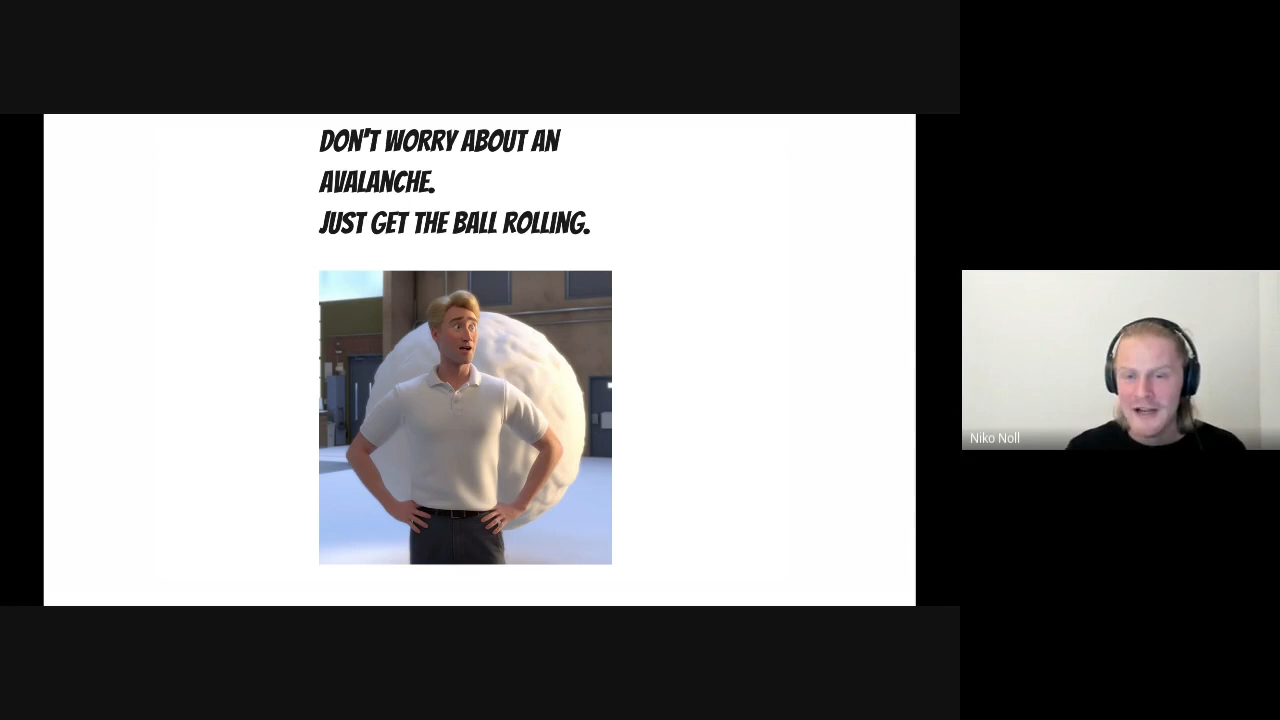 DON'T WORRY ABOUT AN
AVALANCHE.
JUST GET THE BALL ROLLING.
Niko Noll